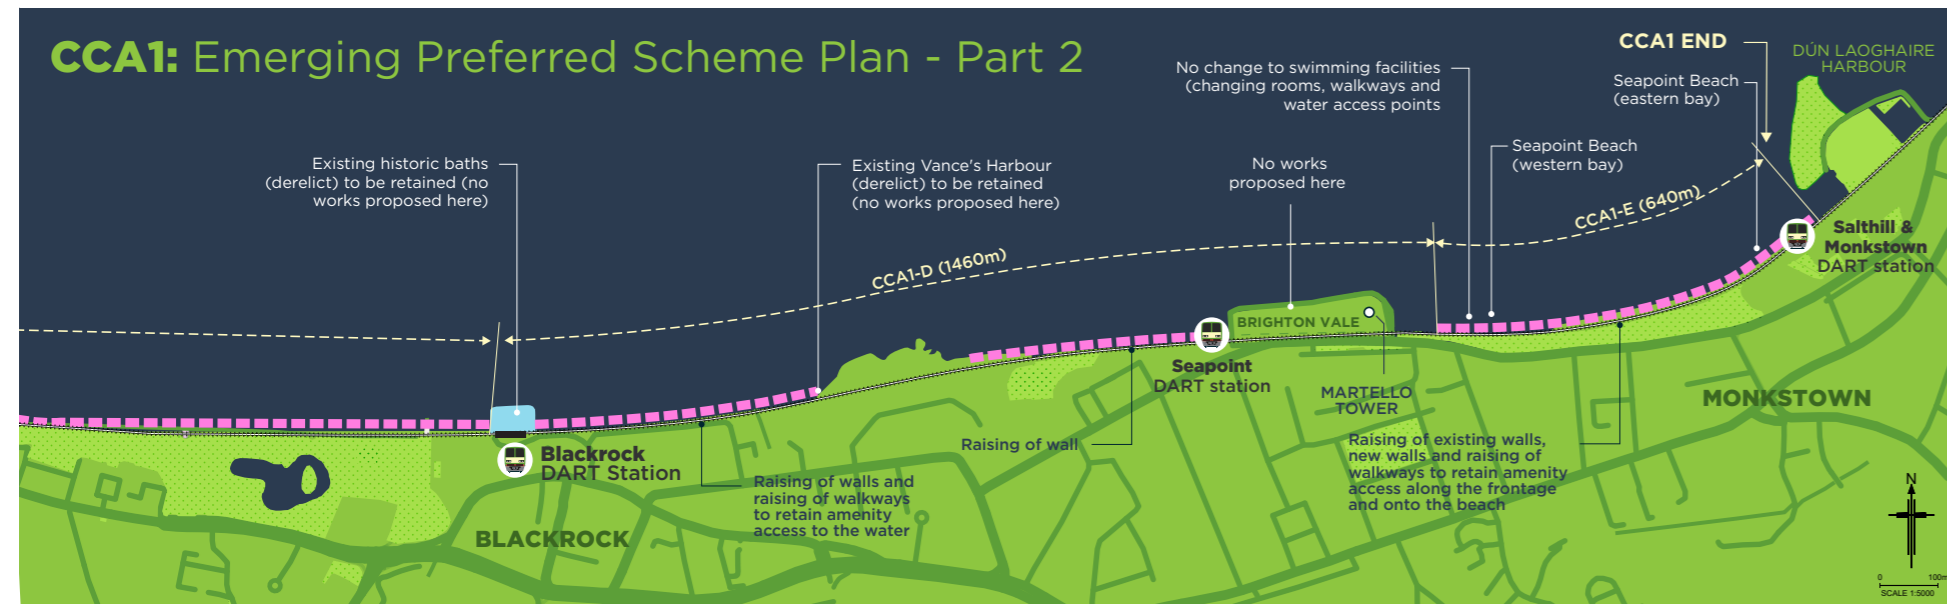 CCA1: Emerging Preferred Scheme Plan - Part 2
Existing historic baths
(derelict) to be retained (no
works proposed here)
Existing Vance's Harbour
(derelict) to be retained
(no works proposed here)
No change to swimming facilities
(changing rooms, walkways and
water access points
No works
proposed here
CCA1 END
Seapoint Beach
(eastern bay)
Seapoint Beach
(western bay)
DÚN LAOGHAIRE
HARBOUR
CCA1-D (1460m)
CCA1-E (640m)
Salthill &
Monkstown
DART station
BRIGHTON VALE
Seapoint
DART station
MARTELLO
TOWER
MONKSTOWN
Blackrock
DART Station
BLACKROCK
Raising of walls and
raising of walkways
to retain amenity
access to the water
Raising of wall
Raising of existing walls,
new walls and raising of
walkways to retain amenity
access along the frontage
and onto the beach
N
0 100m
SCALE 1:5000